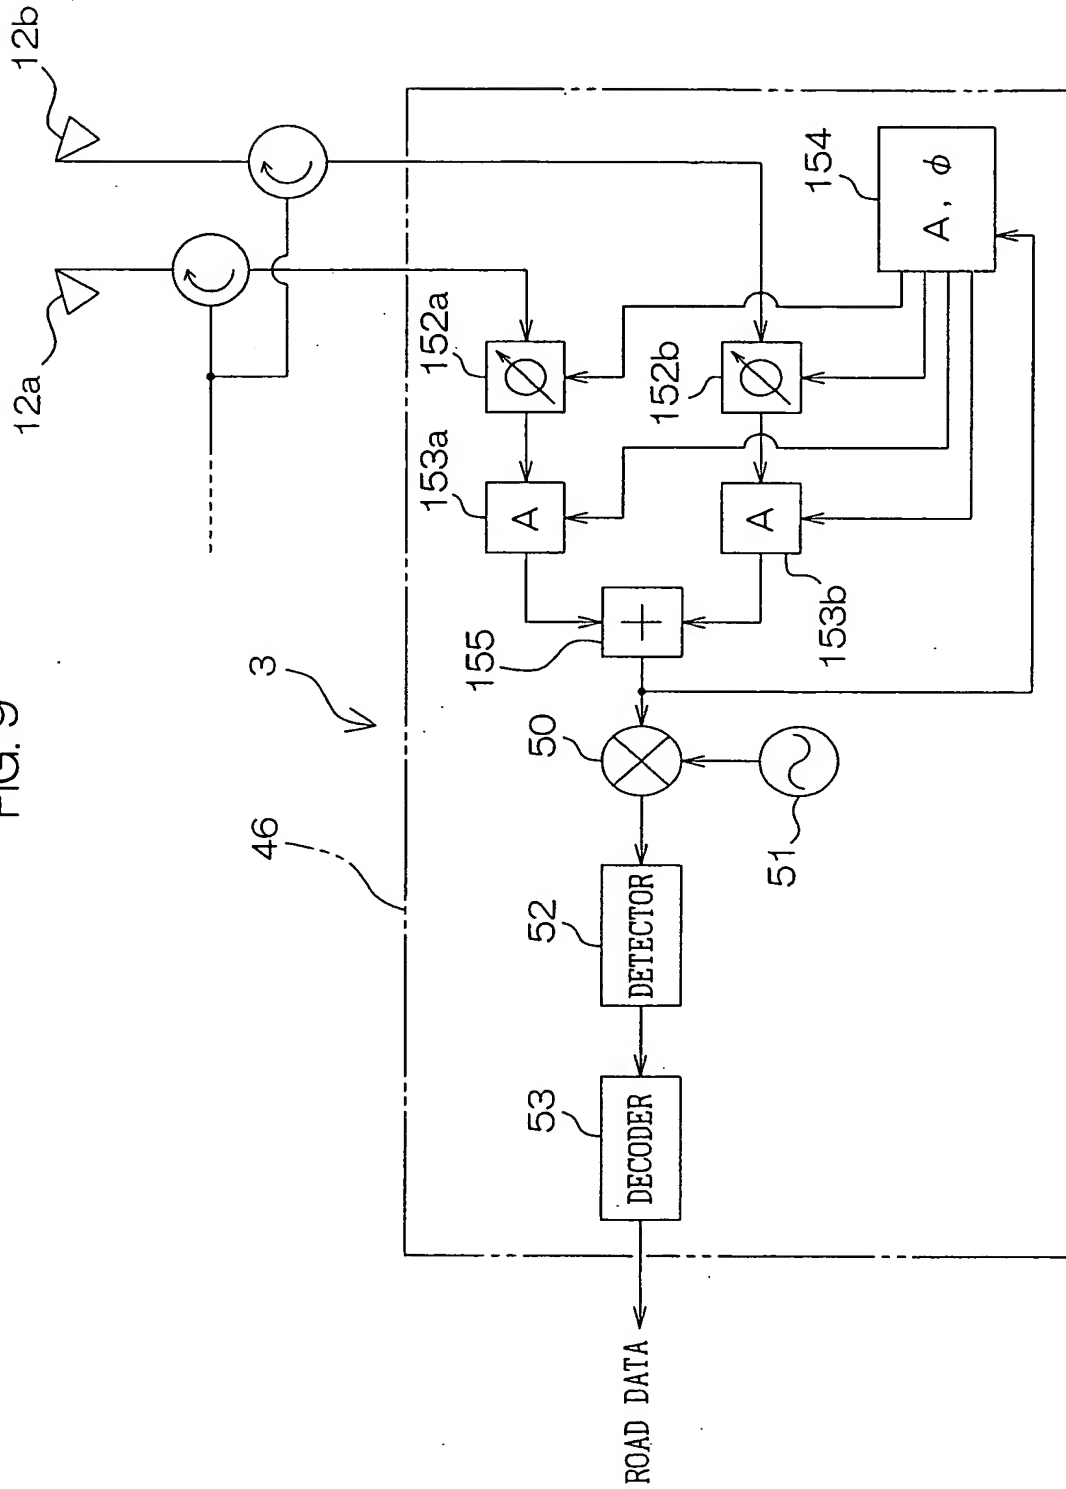 FIG. 9
3
46
12a
12b
152a
152b
153a
A
153b
A
154
A, φ
155
+
50
51
52
DETECTOR
53
DECODER
ROAD DATA